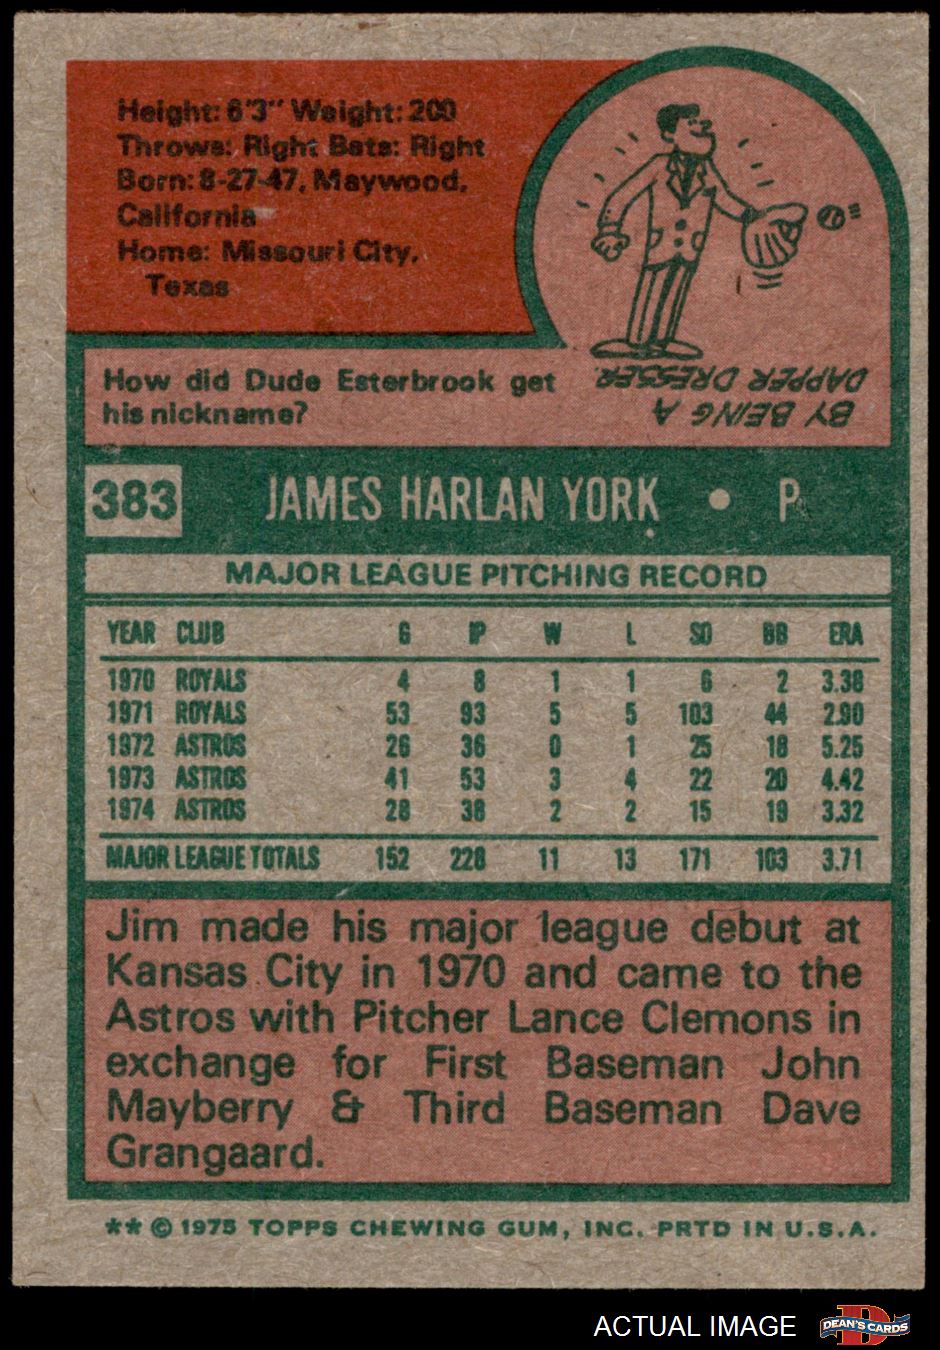 Height: 6'3" Weight: 200
Throws: Right Bats: Right
Born: 8-27-47, Maywood,
California
Home: Missouri City,
Texas
How did Dude Esterbrook get
his nickname?
BY BEING A
DAPPER DRESSER.
383 JAMES HARLAN YORK • P
MAJOR LEAGUE PITCHING RECORD
YEAR CLUB G IP W L SO BB ERA
1970 ROYALS 4 8 1 1 6 2 3.38
1971 ROYALS 53 93 5 5 103 44 2.90
1972 ASTROS 26 36 0 1 25 18 5.25
1973 ASTROS 41 53 3 4 22 20 4.42
1974 ASTROS 28 38 2 2 15 19 3.32
MAJOR LEAGUE TOTALS 152 228 11 13 171 103 3.71
Jim made his major league debut at
Kansas City in 1970 and came to the
Astros with Pitcher Lance Clemons in
exchange for First Baseman John
Mayberry & Third Baseman Dave
Grangaard.
** © 1975 TOPPS CHEWING GUM, INC. PRTD IN U.S.A.
ACTUAL IMAGE
D
DEAN'S CARDS